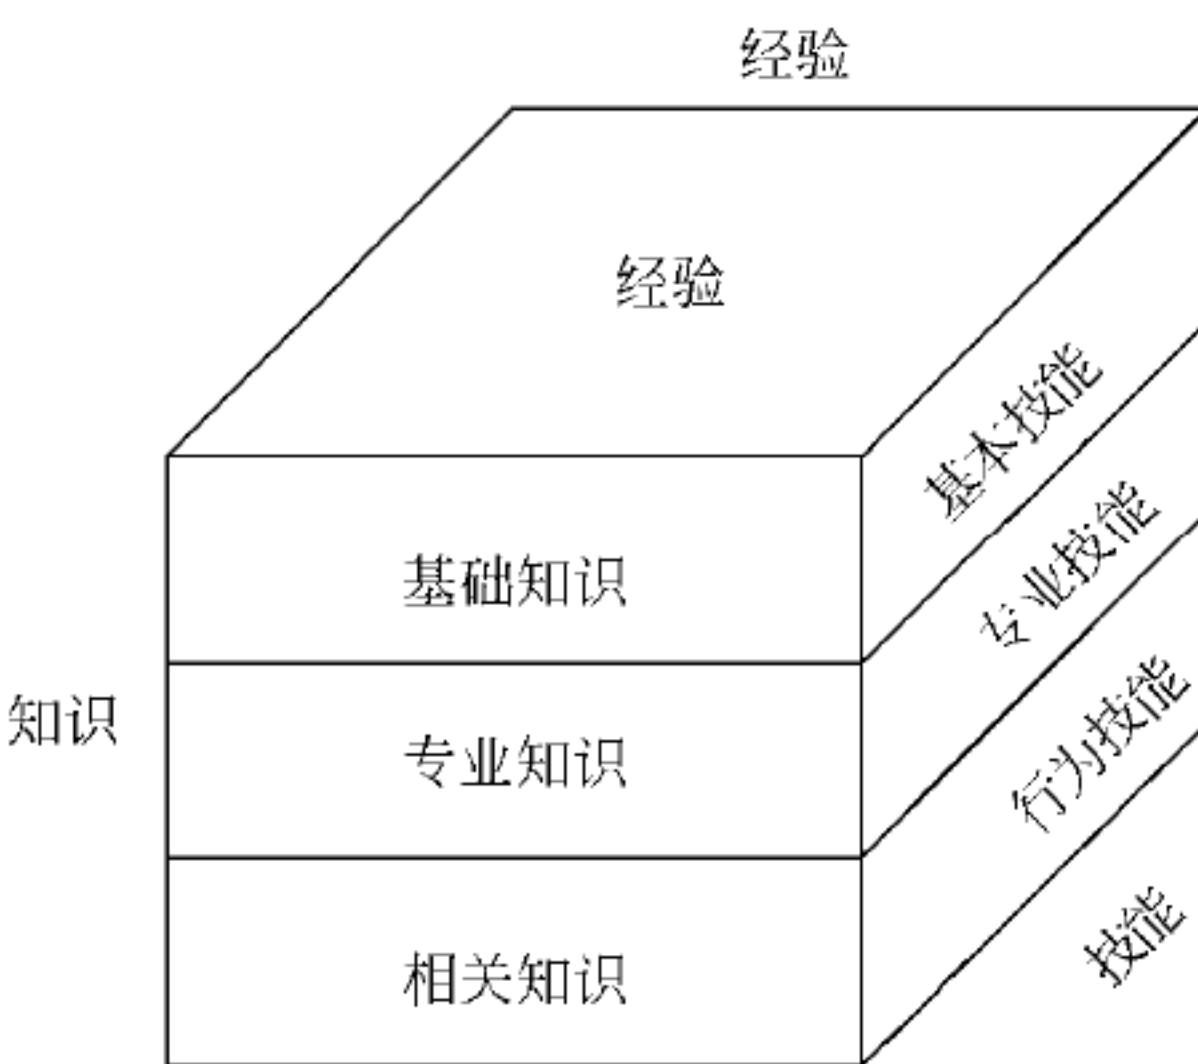 经验
经验
基本技能
专业技能
行为技能
技能
基础知识
知识
专业知识
相关知识